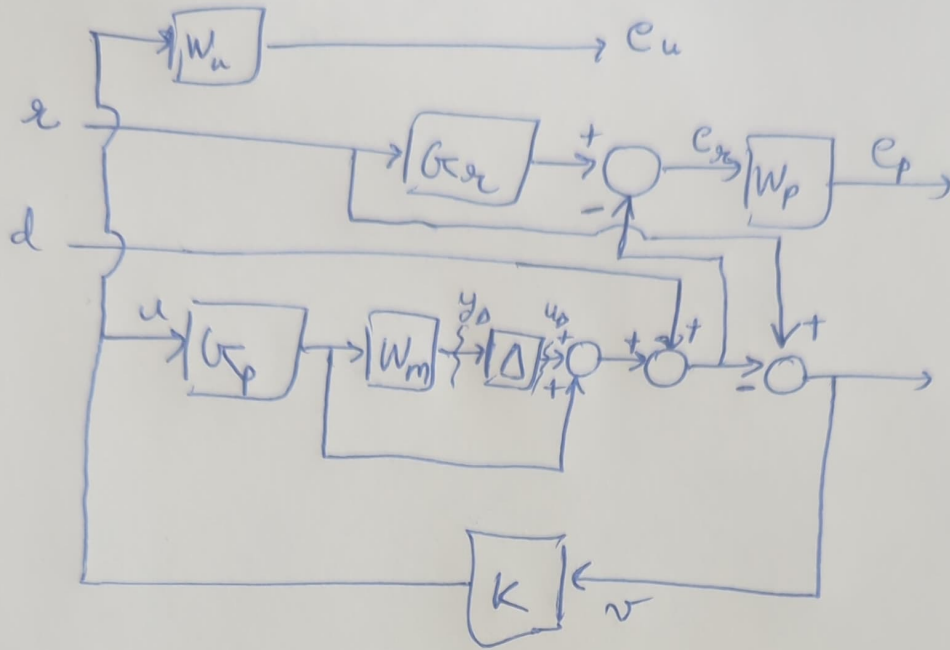 Wu eu
r
Gr + er Wp ep
-
d
u Gp Wm yΔ Δ uΔ + + + + - +
+
K v